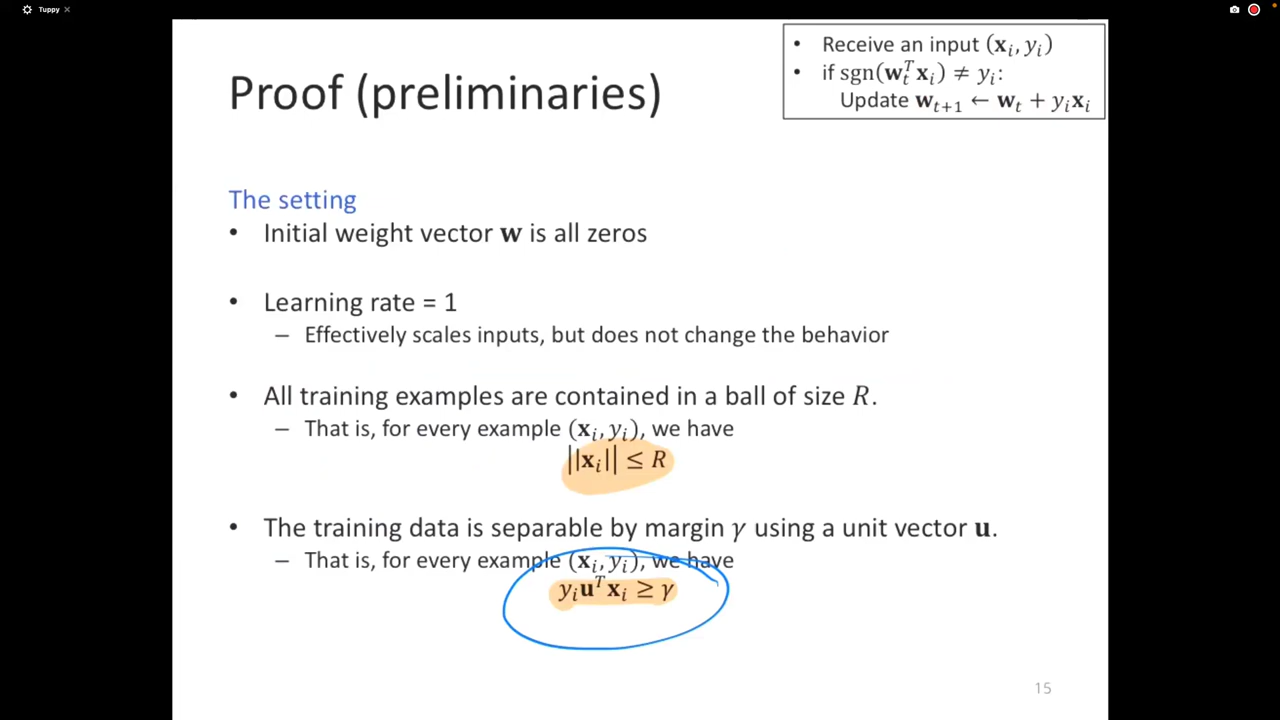 Tuppy
• Receive an input (𝐱ᵢ, yᵢ)
• if sgn(𝐰ₜᵀ𝐱ᵢ) ≠ yᵢ:
Update 𝐰ₜ₊₁ ← 𝐰ₜ + yᵢ𝐱ᵢ
Proof (preliminaries)
The setting
• Initial weight vector 𝐰 is all zeros
• Learning rate = 1
– Effectively scales inputs, but does not change the behavior
• All training examples are contained in a ball of size R.
– That is, for every example (𝐱ᵢ, yᵢ), we have
||𝐱ᵢ|| ≤ R
• The training data is separable by margin γ using a unit vector 𝐮.
– That is, for every example (𝐱ᵢ, yᵢ), we have
yᵢ𝐮ᵀ𝐱ᵢ ≥ γ
15